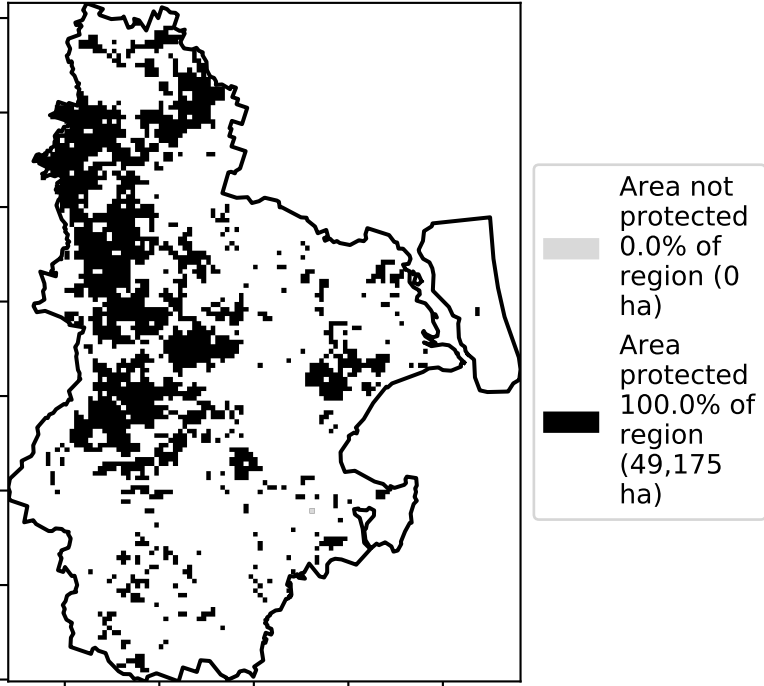 Area not
protected
0.0% of
region (0
ha)
Area
protected
100.0% of
region
(49,175
ha)